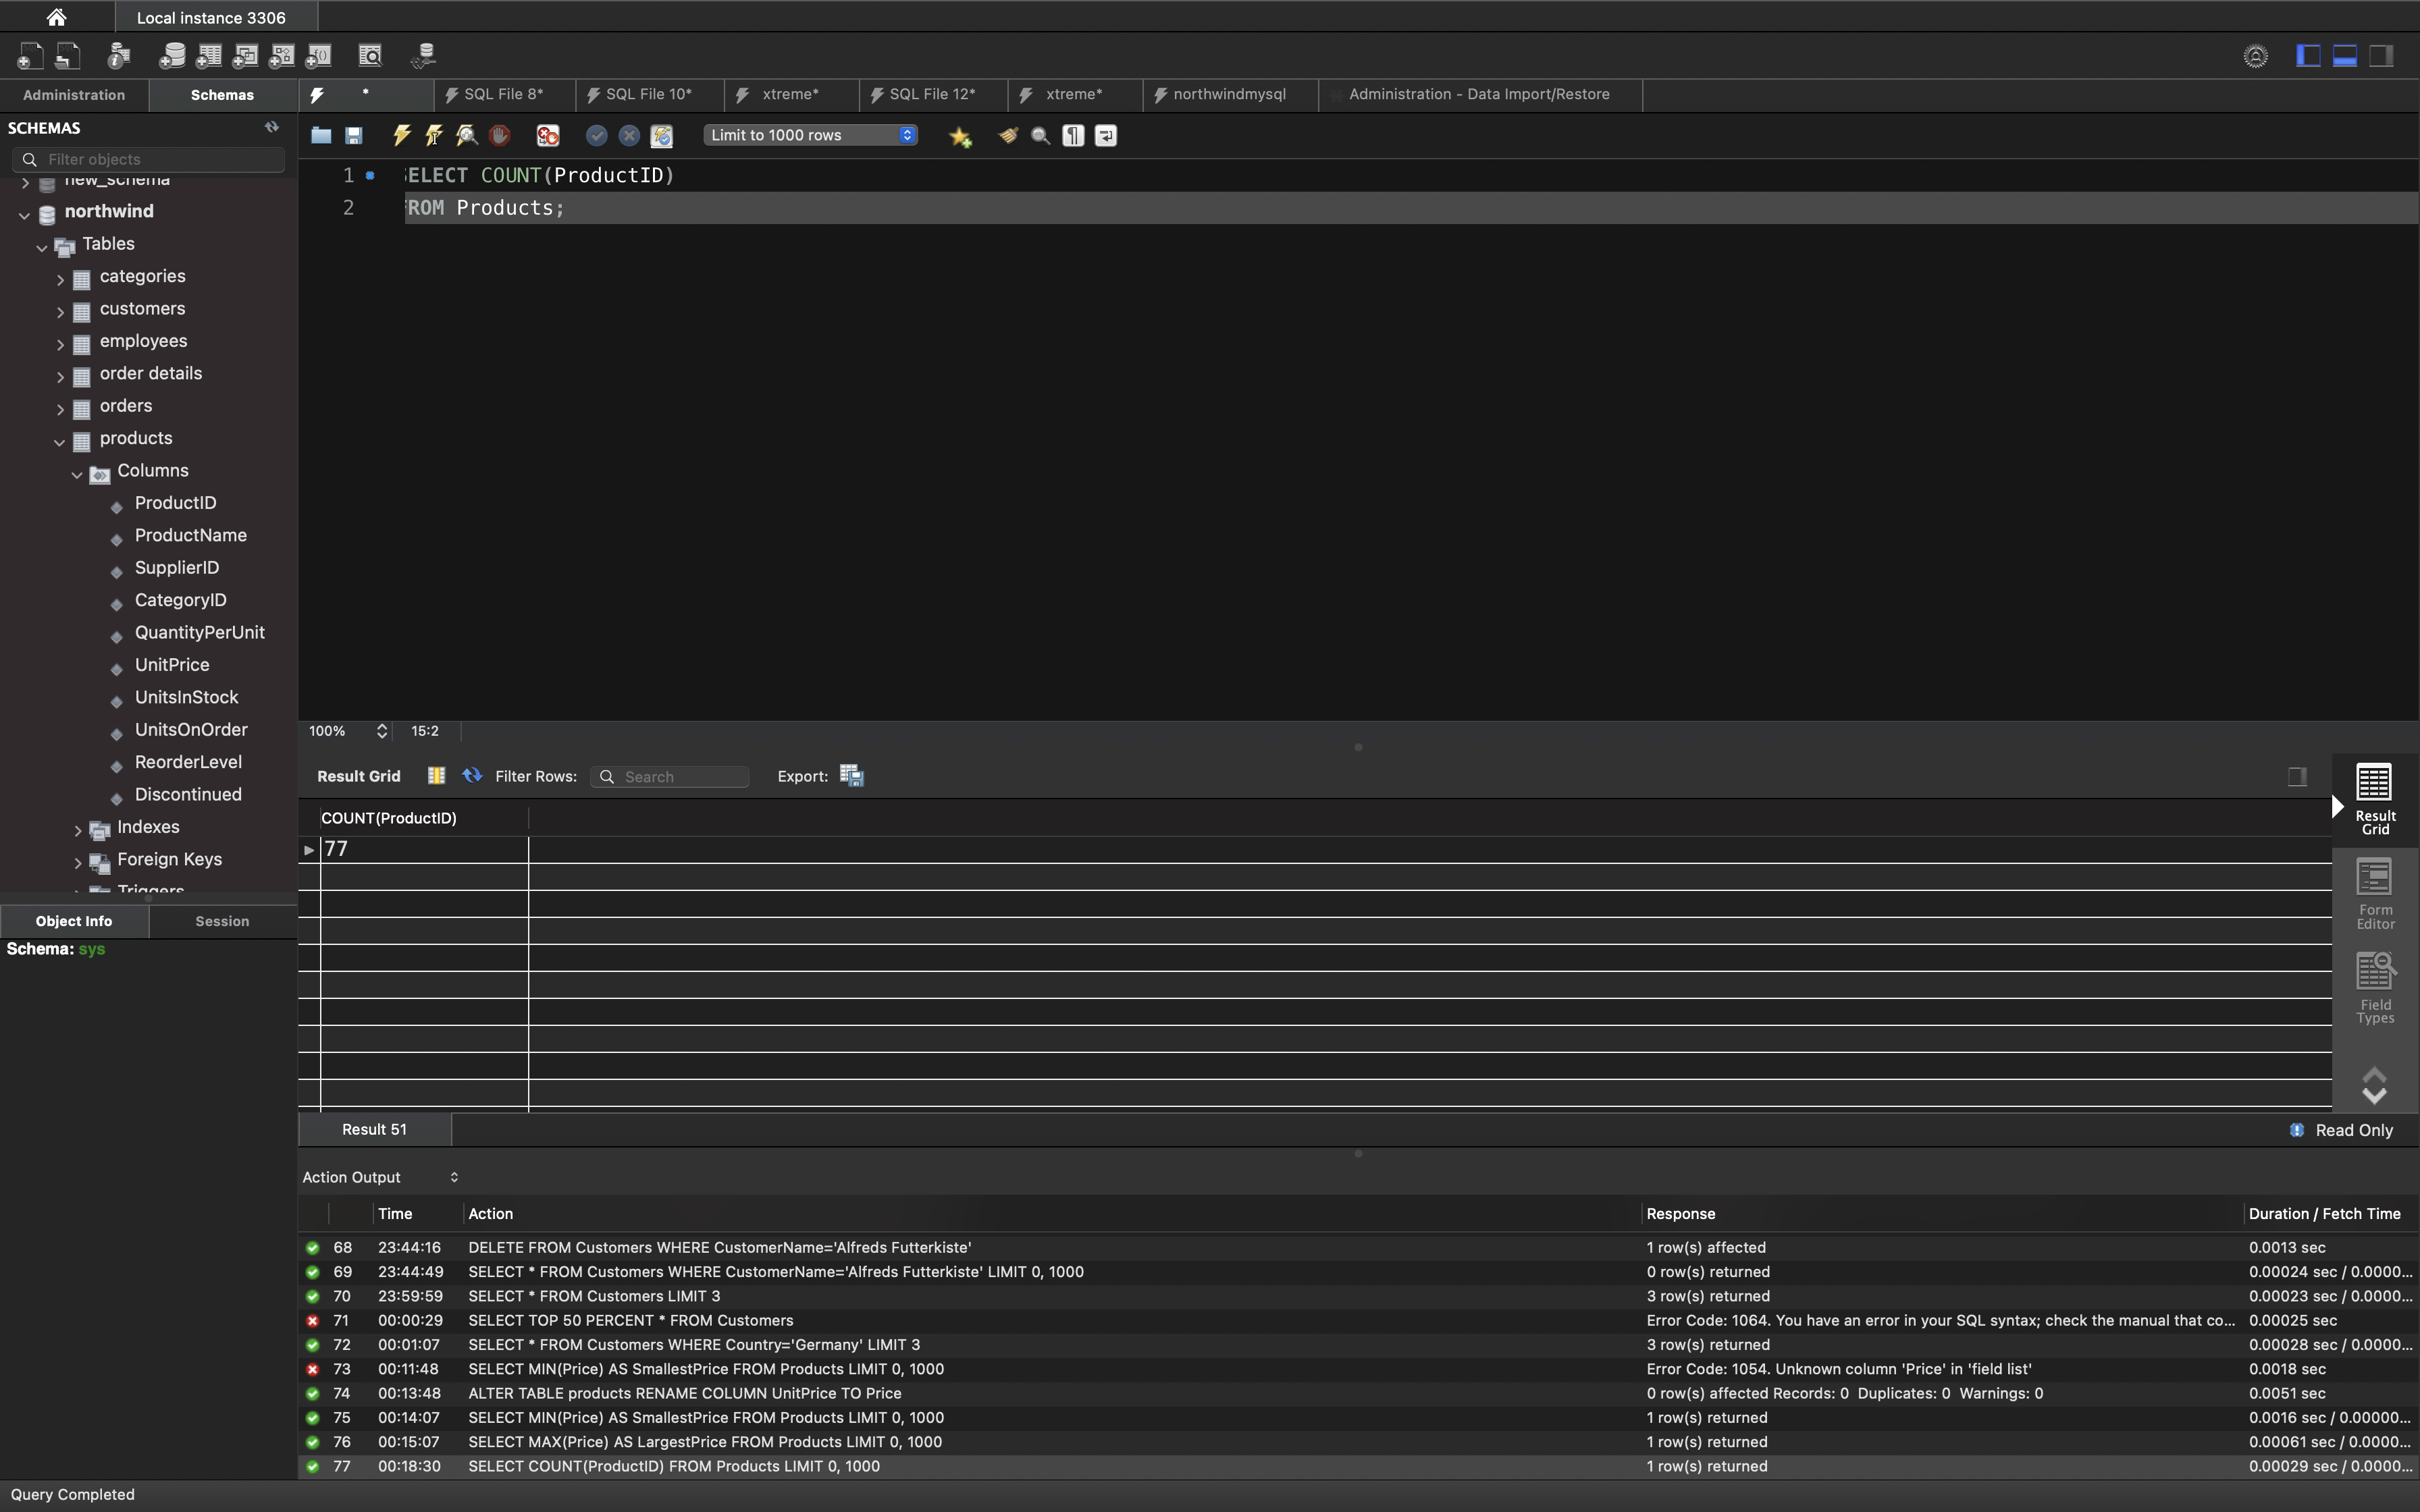 Local instance 3306
Administration
Schemas
*
SQL File 8*
SQL File 10*
xtreme*
SQL File 12*
xtreme*
northwindmysql
Administration - Data Import/Restore
SCHEMAS
Filter objects
Limit to 1000 rows
new_schema
northwind
Tables
categories
customers
employees
order details
orders
products
Columns
ProductID
ProductName
SupplierID
CategoryID
QuantityPerUnit
UnitPrice
UnitsInStock
UnitsOnOrder
ReorderLevel
Discontinued
Indexes
Foreign Keys
Triggers
Object Info
Session
Schema: sys
1 ELECT COUNT(ProductID)
2 ROM Products;
100%
15:2
Result Grid
Filter Rows:
Search
Export:
COUNT(ProductID)
77
Result
Grid
Form
Editor
Field
Types
Result 51
Read Only
Action Output
Time Action Response Duration / Fetch Time
68 23:44:16 DELETE FROM Customers WHERE CustomerName='Alfreds Futterkiste' 1 row(s) affected 0.0013 sec
69 23:44:49 SELECT * FROM Customers WHERE CustomerName='Alfreds Futterkiste' LIMIT 0, 1000 0 row(s) returned 0.00024 sec / 0.0000...
70 23:59:59 SELECT * FROM Customers LIMIT 3 3 row(s) returned 0.00023 sec / 0.0000...
71 00:00:29 SELECT TOP 50 PERCENT * FROM Customers Error Code: 1064. You have an error in your SQL syntax; check the manual that co... 0.00025 sec
72 00:01:07 SELECT * FROM Customers WHERE Country='Germany' LIMIT 3 3 row(s) returned 0.00028 sec / 0.0000...
73 00:11:48 SELECT MIN(Price) AS SmallestPrice FROM Products LIMIT 0, 1000 Error Code: 1054. Unknown column 'Price' in 'field list' 0.0018 sec
74 00:13:48 ALTER TABLE products RENAME COLUMN UnitPrice TO Price 0 row(s) affected Records: 0 Duplicates: 0 Warnings: 0 0.0051 sec
75 00:14:07 SELECT MIN(Price) AS SmallestPrice FROM Products LIMIT 0, 1000 1 row(s) returned 0.0016 sec / 0.00000...
76 00:15:07 SELECT MAX(Price) AS LargestPrice FROM Products LIMIT 0, 1000 1 row(s) returned 0.00061 sec / 0.0000...
77 00:18:30 SELECT COUNT(ProductID) FROM Products LIMIT 0, 1000 1 row(s) returned 0.00029 sec / 0.0000...
Query Completed